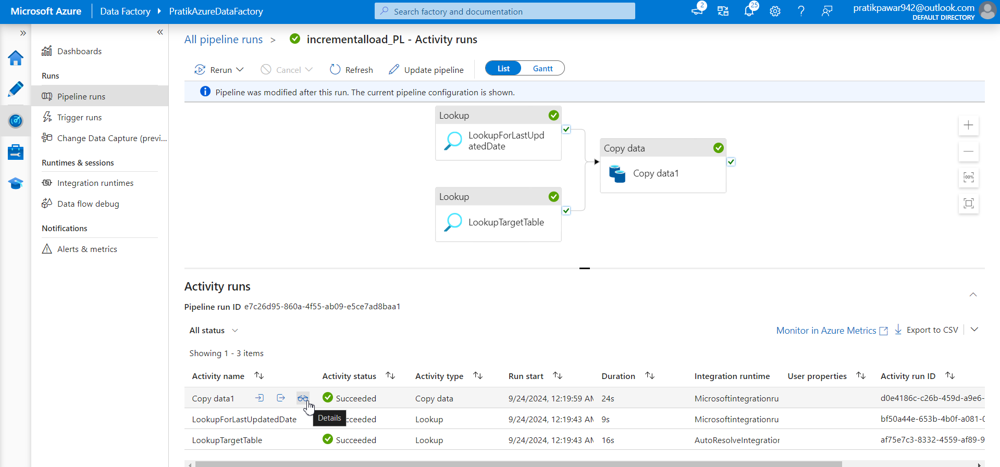 Microsoft Azure
Data Factory
PratikAzureDataFactory
Search factory and documentation
2
25
pratikpawar942@outlook.com
DEFAULT DIRECTORY
Dashboards
Runs
Pipeline runs
Trigger runs
Change Data Capture (previ...
Runtimes & sessions
Integration runtimes
Data flow debug
Notifications
Alerts & metrics
All pipeline runs > incrementalload_PL - Activity runs
Rerun
Cancel
Refresh
Update pipeline
List
Gantt
Pipeline was modified after this run. The current pipeline configuration is shown.
Lookup
LookupForLastUpd
atedDate
Copy data
Copy data1
Lookup
LookupTargetTable
100%
Activity runs
Pipeline run ID e7c26d95-860a-4f55-ab09-e5ce7ad8baa1
All status
Monitor in Azure Metrics
Export to CSV
Showing 1 - 3 items
Activity name Activity status Activity type Run start Duration Integration runtime User properties Activity run ID
Copy data1 Succeeded Copy data 9/24/2024, 12:19:59 AM 24s Microsoftintegrationru d0e4186c-c26b-459d-a9e6-
Details
LookupForLastUpdatedDate cceeded Lookup 9/24/2024, 12:19:43 AM 9s Microsoftintegrationru bf50a44e-653b-4b0f-a081-0
LookupTargetTable Succeeded Lookup 9/24/2024, 12:19:43 AM 16s AutoResolveIntegration af75e7c3-8332-4559-af89-9